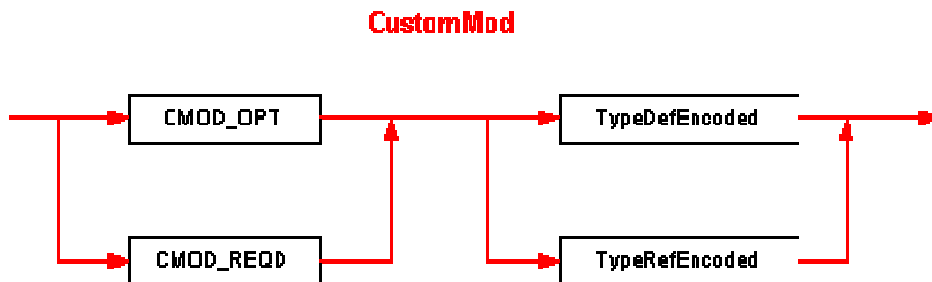 CustomMod
CMOD_OPT
TypeDefEncoded
CMOD_REQD
TypeRefEncoded